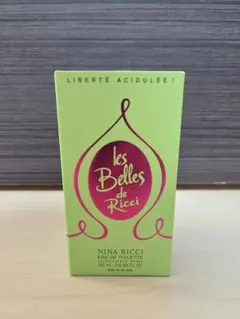 LIBERTÉ ACIDULÉE!
les
Belles
de
Ricci
NINA RICCI
EAU DE TOILETTE